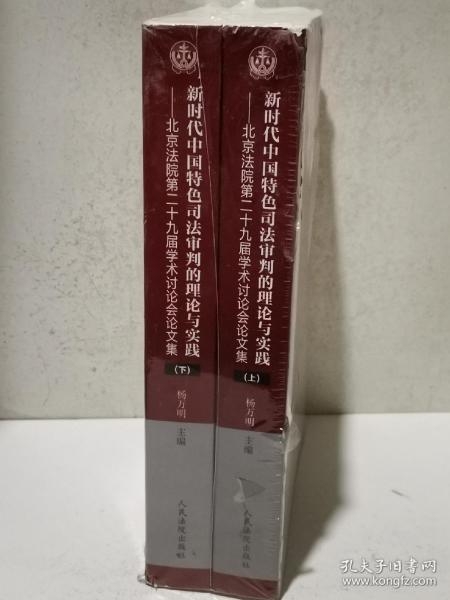 新时代中国特色司法审判的理论与实践
——北京法院第二十九届学术讨论会论文集
（下）
杨万明 主编
人民法院出版社
新时代中国特色司法审判的理论与实践
——北京法院第二十九届学术讨论会论文集
（上）
杨万明 主编
人民法院出版社
孔夫子旧书网
www.kongfz.com